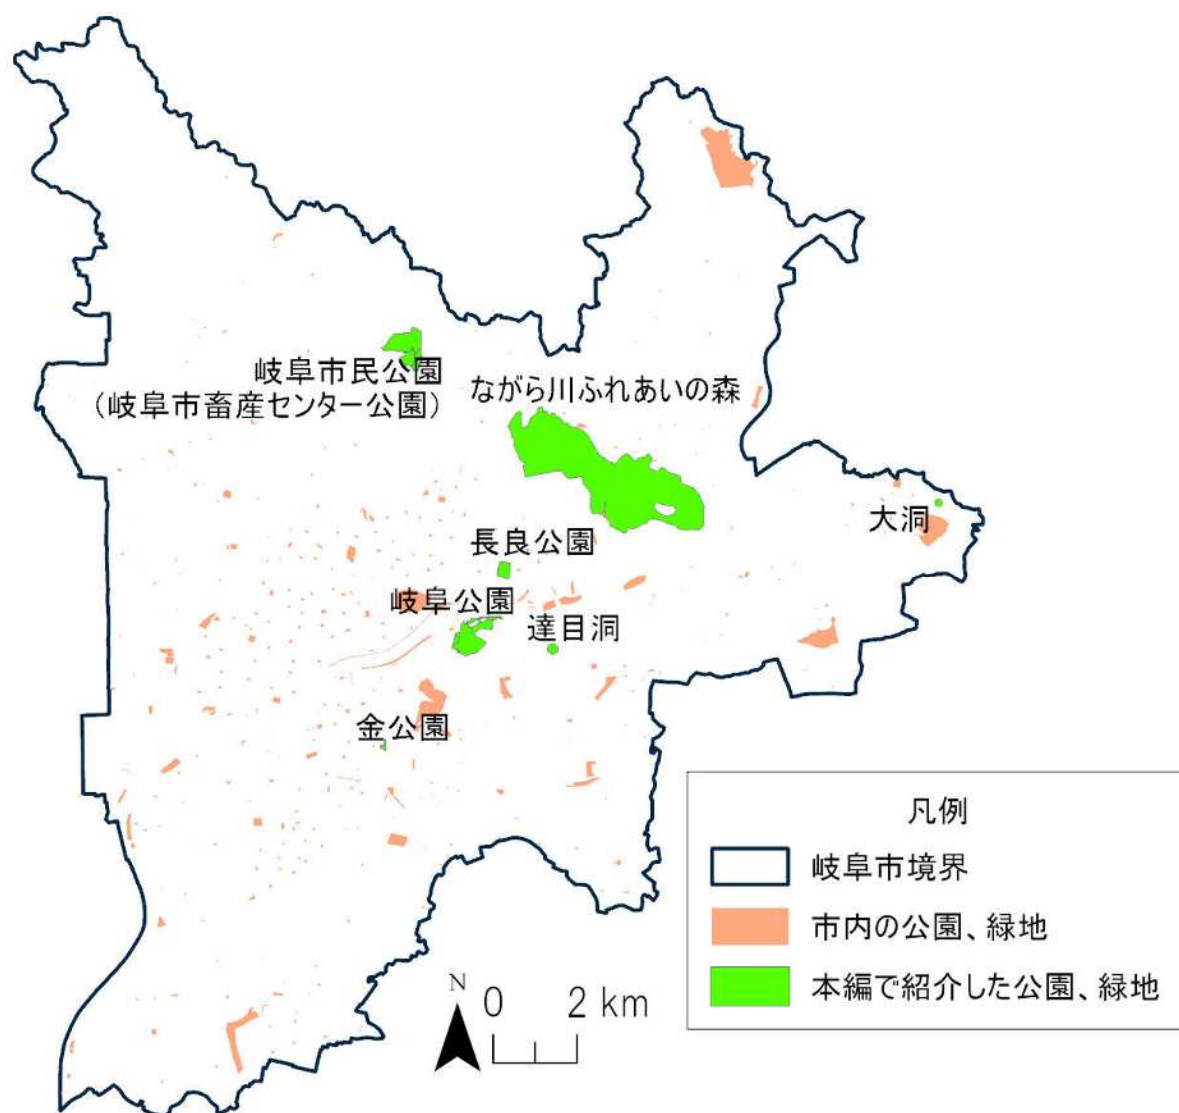 岐阜市民公園
（岐阜市畜産センター公園）
ながら川ふれあいの森
大洞
長良公園
岐阜公園
達目洞
金公園
凡例
岐阜市境界
市内の公園、緑地
本編で紹介した公園、緑地
N
0 2 km